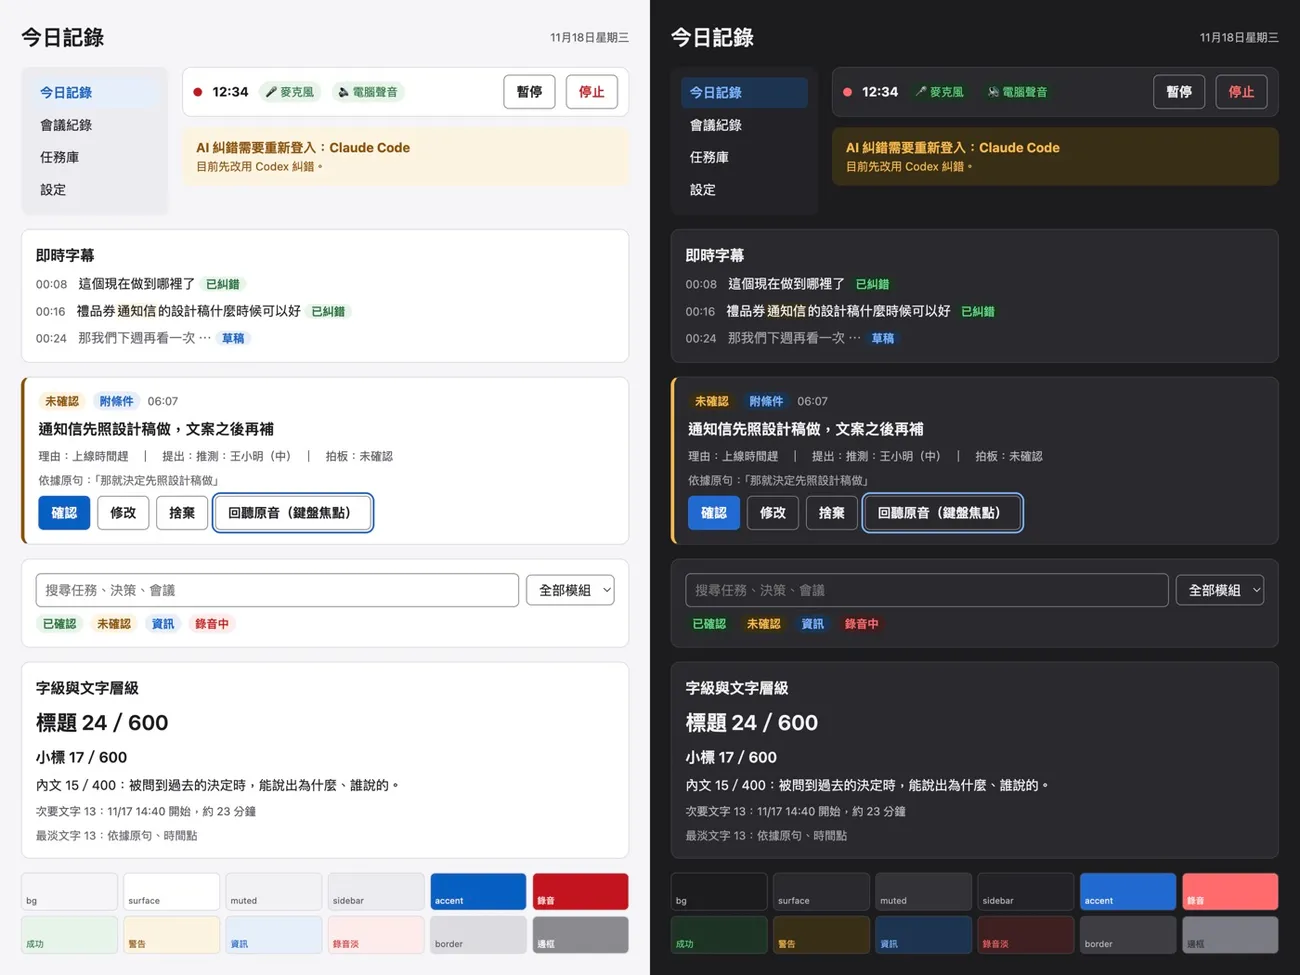 今日記錄
11月18日星期三
今日記錄
會議紀錄
任務庫
設定
12:34 麥克風 電腦聲音 暫停 停止
AI 糾錯需要重新登入：Claude Code
目前先改用 Codex 糾錯。
即時字幕
00:08 這個現在做到哪裡了 已糾錯
00:16 禮品券通知信的設計稿什麼時候可以好 已糾錯
00:24 那我們下週再看一次 … 草稿
未確認 附條件 06:07
通知信先照設計稿做，文案之後再補
理由：上線時間趕 | 提出：推測：王小明（中） | 拍板：未確認
依據原句：「那就決定先照設計稿做」
確認 修改 捨棄 回聽原音（鍵盤焦點）
搜尋任務、決策、會議 全部模組
已確認 未確認 資訊 錄音中
字級與文字層級
標題 24 / 600
小標 17 / 600
內文 15 / 400：被問到過去的決定時，能說出為什麼、誰說的。
次要文字 13：11/17 14:40 開始，約 23 分鐘
最淡文字 13：依據原句、時間點
bg surface muted sidebar accent 錄音
成功 警告 資訊 錄音淡 border 邊框
今日記錄
11月18日星期三
今日記錄
會議紀錄
任務庫
設定
12:34 麥克風 電腦聲音 暫停 停止
AI 糾錯需要重新登入：Claude Code
目前先改用 Codex 糾錯。
即時字幕
00:08 這個現在做到哪裡了 已糾錯
00:16 禮品券通知信的設計稿什麼時候可以好 已糾錯
00:24 那我們下週再看一次 … 草稿
未確認 附條件 06:07
通知信先照設計稿做，文案之後再補
理由：上線時間趕 | 提出：推測：王小明（中） | 拍板：未確認
依據原句：「那就決定先照設計稿做」
確認 修改 捨棄 回聽原音（鍵盤焦點）
搜尋任務、決策、會議 全部模組
已確認 未確認 資訊 錄音中
字級與文字層級
標題 24 / 600
小標 17 / 600
內文 15 / 400：被問到過去的決定時，能說出為什麼、誰說的。
次要文字 13：11/17 14:40 開始，約 23 分鐘
最淡文字 13：依據原句、時間點
bg surface muted sidebar accent 錄音
成功 警告 資訊 錄音淡 border 邊框